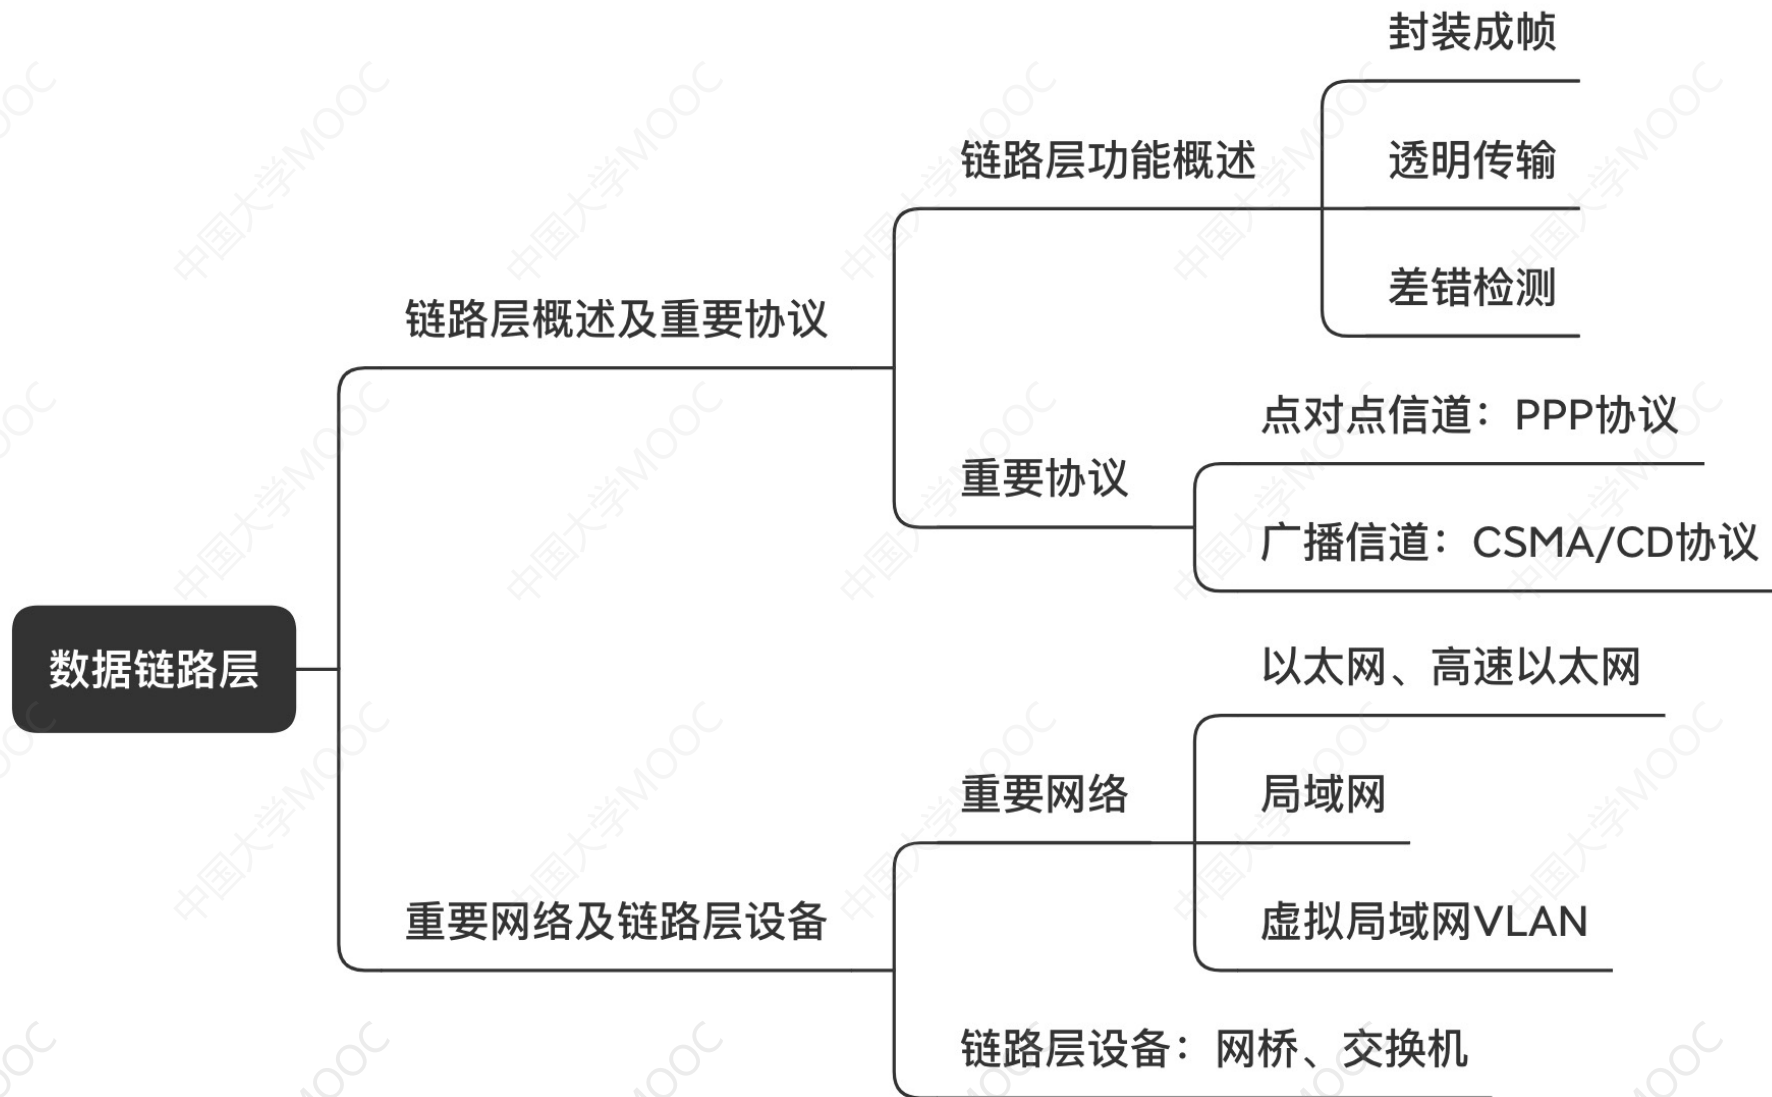 封装成帧
链路层功能概述
透明传输
差错检测
链路层概述及重要协议
点对点信道：PPP协议
重要协议
广播信道：CSMA/CD协议
数据链路层
以太网、高速以太网
重要网络
局域网
重要网络及链路层设备
虚拟局域网VLAN
链路层设备：网桥、交换机
中国大学MOOC